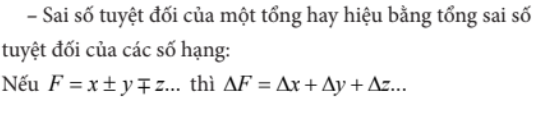 – Sai số tuyệt đối của một tổng hay hiệu bằng tổng sai số
tuyệt đối của các số hạng:
Nếu F = x ± y ∓ z... thì ΔF = Δx + Δy + Δz...